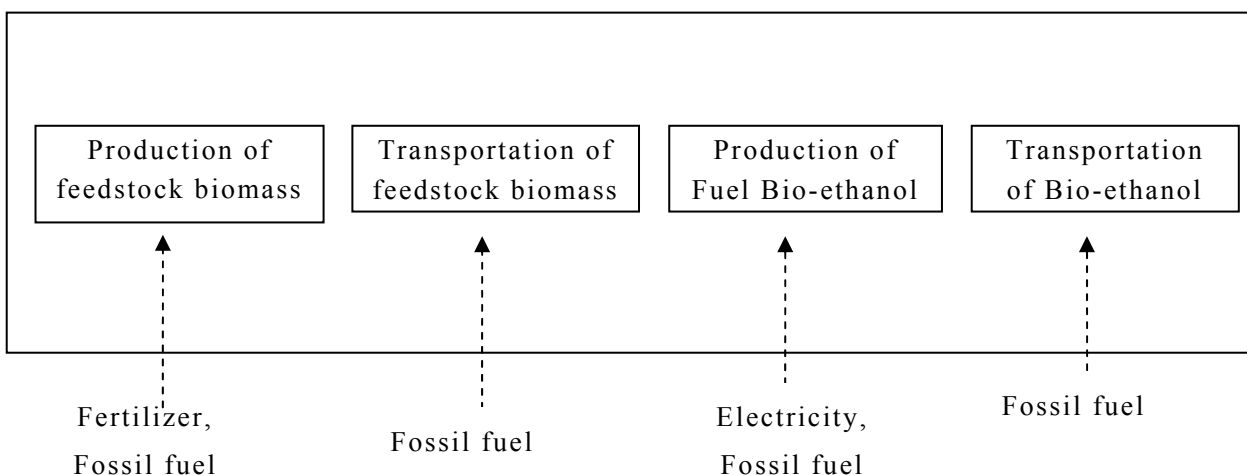 Production of
feedstock biomass
Transportation of
feedstock biomass
Production of
Fuel Bio-ethanol
Transportation
of Bio-ethanol
Fertilizer,
Fossil fuel
Fossil fuel
Electricity,
Fossil fuel
Fossil fuel